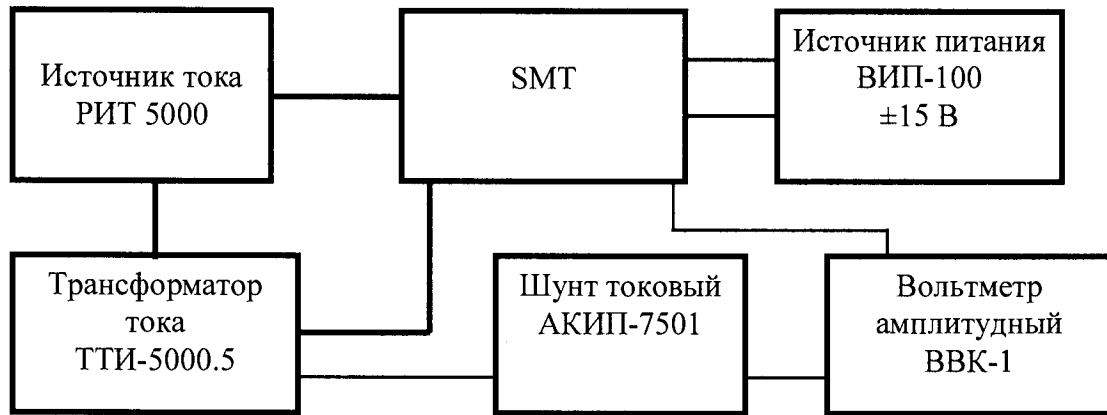 Источник тока
РИТ 5000
SMT
Источник питания
ВИП-100
±15 В
Трансформатор
тока
ТТИ-5000.5
Шунт токовый
АКИП-7501
Вольтметр
амплитудный
ВВК-1